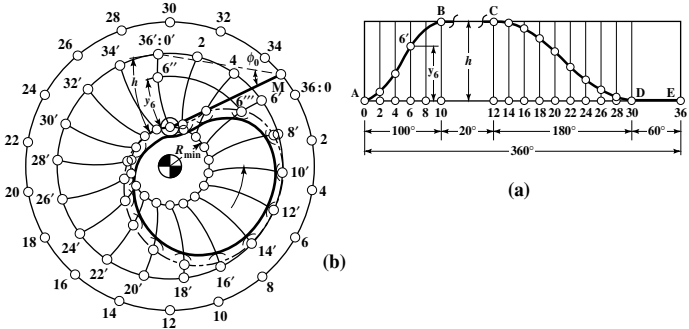 30
28
32
26
34
36′:0′
2
34′
4
ϕ₀
6″
M
36:0
24
32′
h
y₆
6′
6‴
22
30′
8′
2
R min
28′
10′
20
4
26′
12′
18
24′
6
14′
22′
16′
16
20′
18′
8
14
10
12
(b)
B
C
6′
h
y₆
A
D
E
0 2 4 6 8 10
12 14 16 18 20 22 24 26 28 30
36
100°
20°
180°
60°
360°
(a)